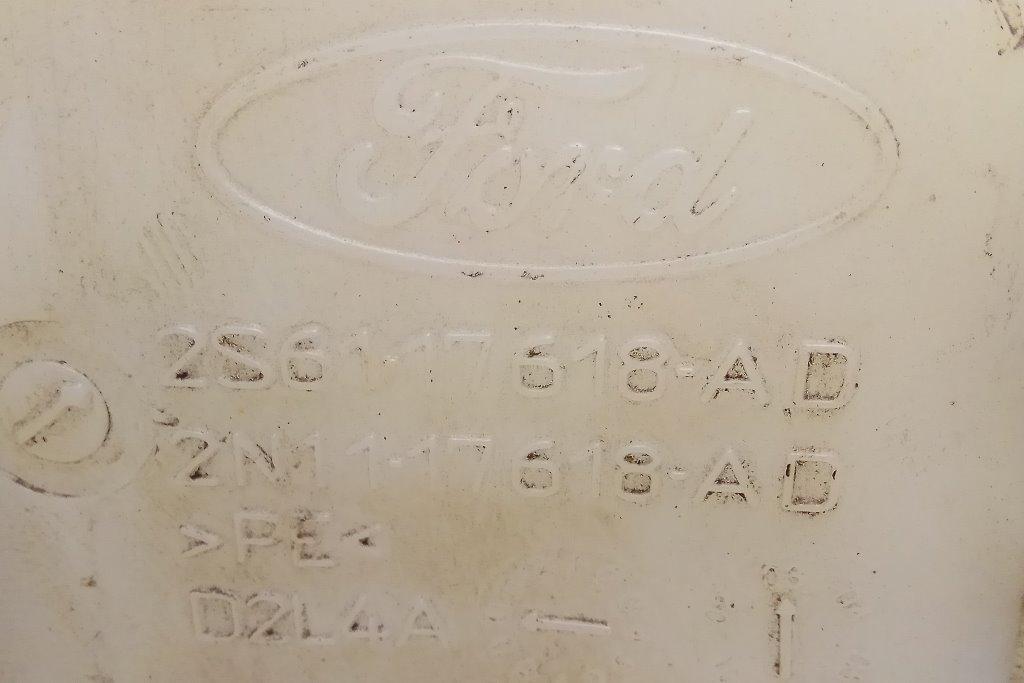 Ford
2S61-17618-AD
2N11-17618-AD
>PE<
D2L4A